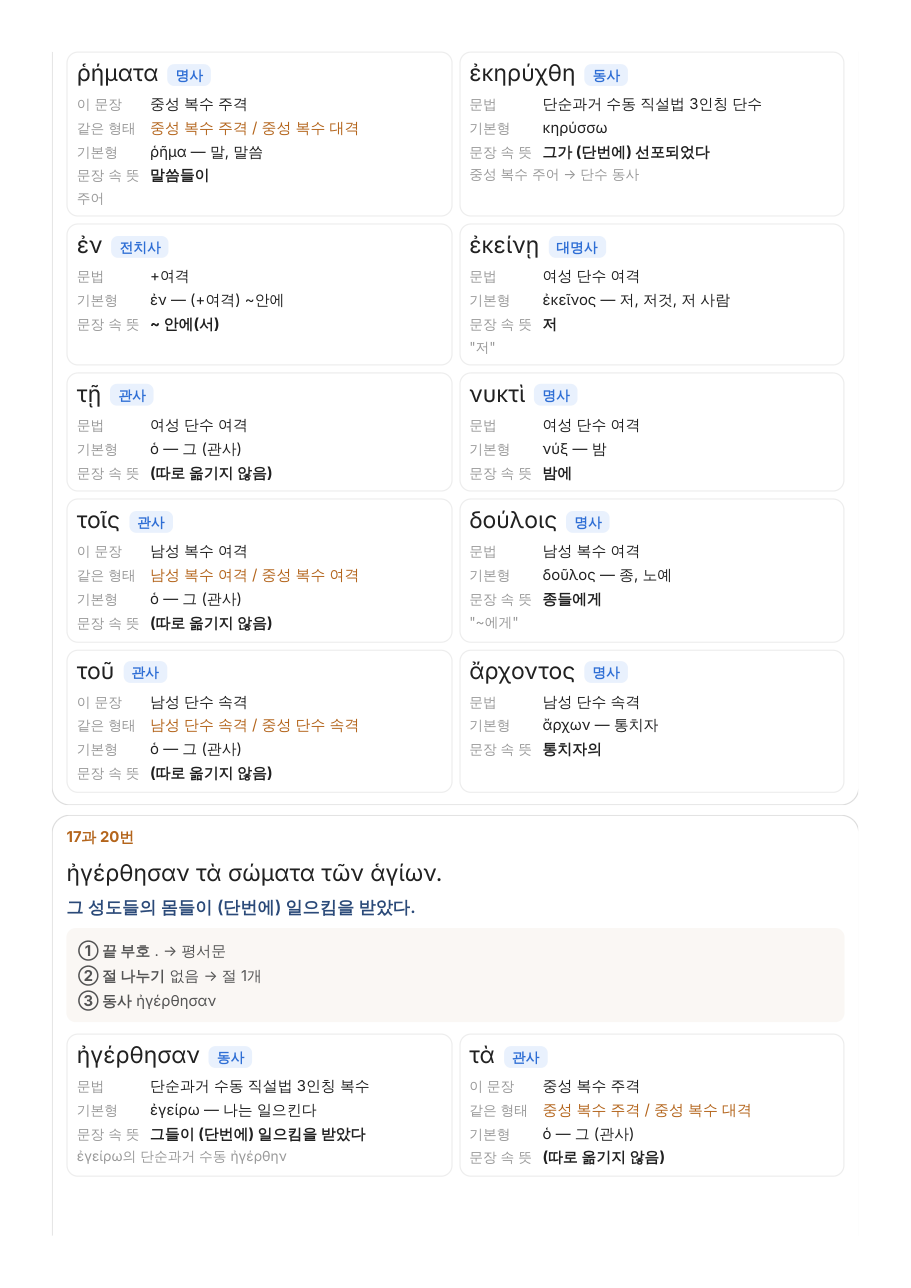 ῥήματα 명사
이 문장 중성 복수 주격
같은 형태 중성 복수 주격 / 중성 복수 대격
기본형 ῥῆμα — 말, 말씀
문장 속 뜻 말씀들이
주어
ἐκηρύχθη 동사
문법 단순과거 수동 직설법 3인칭 단수
기본형 κηρύσσω
문장 속 뜻 그가 (단번에) 선포되었다
중성 복수 주어 → 단수 동사
ἐν 전치사
문법 +여격
기본형 ἐν — (+여격) ~안에
문장 속 뜻 ~ 안에(서)
ἐκείνῃ 대명사
문법 여성 단수 여격
기본형 ἐκεῖνος — 저, 저것, 저 사람
문장 속 뜻 저
"저"
τῇ 관사
문법 여성 단수 여격
기본형 ὁ — 그 (관사)
문장 속 뜻 (따로 옮기지 않음)
νυκτὶ 명사
문법 여성 단수 여격
기본형 νύξ — 밤
문장 속 뜻 밤에
τοῖς 관사
이 문장 남성 복수 여격
같은 형태 남성 복수 여격 / 중성 복수 여격
기본형 ὁ — 그 (관사)
문장 속 뜻 (따로 옮기지 않음)
δούλοις 명사
문법 남성 복수 여격
기본형 δοῦλος — 종, 노예
문장 속 뜻 종들에게
"~에게"
τοῦ 관사
이 문장 남성 단수 속격
같은 형태 남성 단수 속격 / 중성 단수 속격
기본형 ὁ — 그 (관사)
문장 속 뜻 (따로 옮기지 않음)
ἄρχοντος 명사
문법 남성 단수 속격
기본형 ἄρχων — 통치자
문장 속 뜻 통치자의
17과 20번
ἠγέρθησαν τὰ σώματα τῶν ἁγίων.
그 성도들의 몸들이 (단번에) 일으킴을 받았다.
① 끝 부호 . → 평서문
② 절 나누기 없음 → 절 1개
③ 동사 ἠγέρθησαν
ἠγέρθησαν 동사
문법 단순과거 수동 직설법 3인칭 복수
기본형 ἐγείρω — 나는 일으킨다
문장 속 뜻 그들이 (단번에) 일으킴을 받았다
ἐγείρω의 단순과거 수동 ἠγέρθην
τὰ 관사
이 문장 중성 복수 주격
같은 형태 중성 복수 주격 / 중성 복수 대격
기본형 ὁ — 그 (관사)
문장 속 뜻 (따로 옮기지 않음)